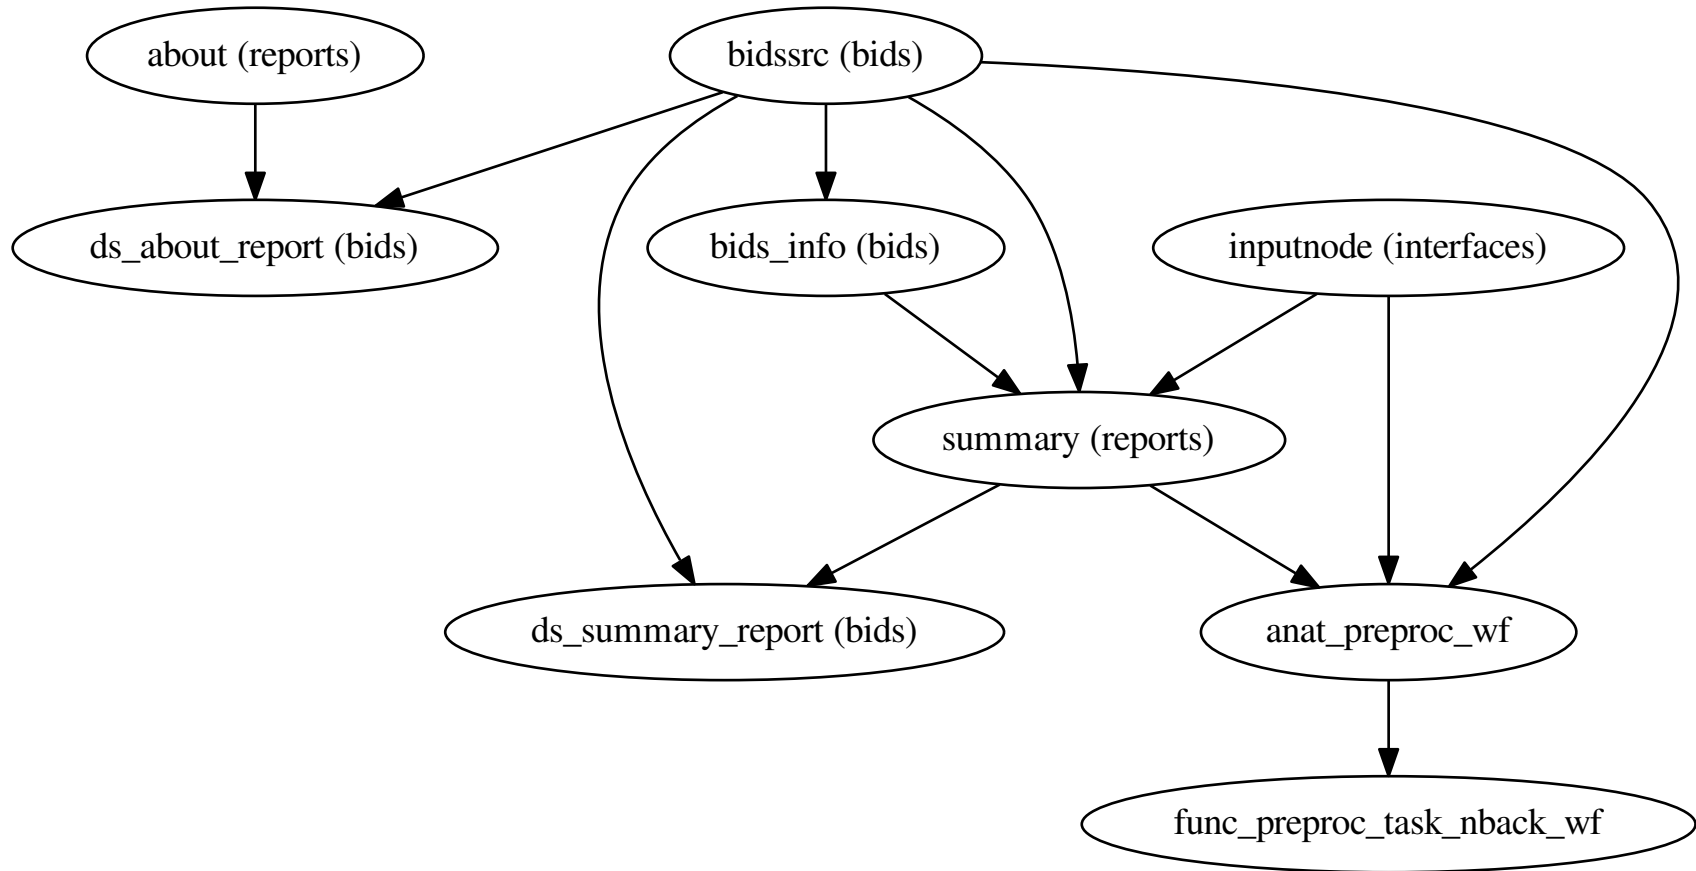 about (reports)
bidssrc (bids)
ds_about_report (bids)
bids_info (bids)
inputnode (interfaces)
summary (reports)
ds_summary_report (bids)
anat_preproc_wf
func_preproc_task_nback_wf